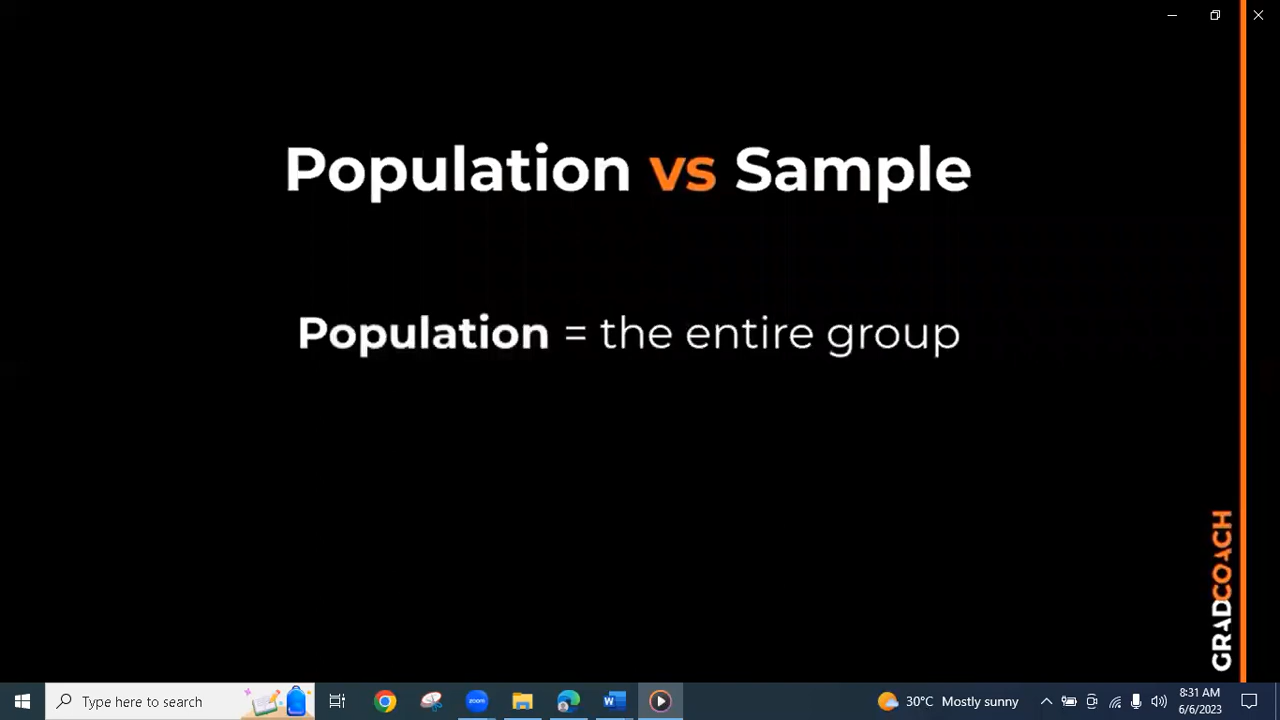 Population vs Sample
Population = the entire group
GRADCOACH
Type here to search
zoom
30°C Mostly sunny
8:31 AM
6/6/2023